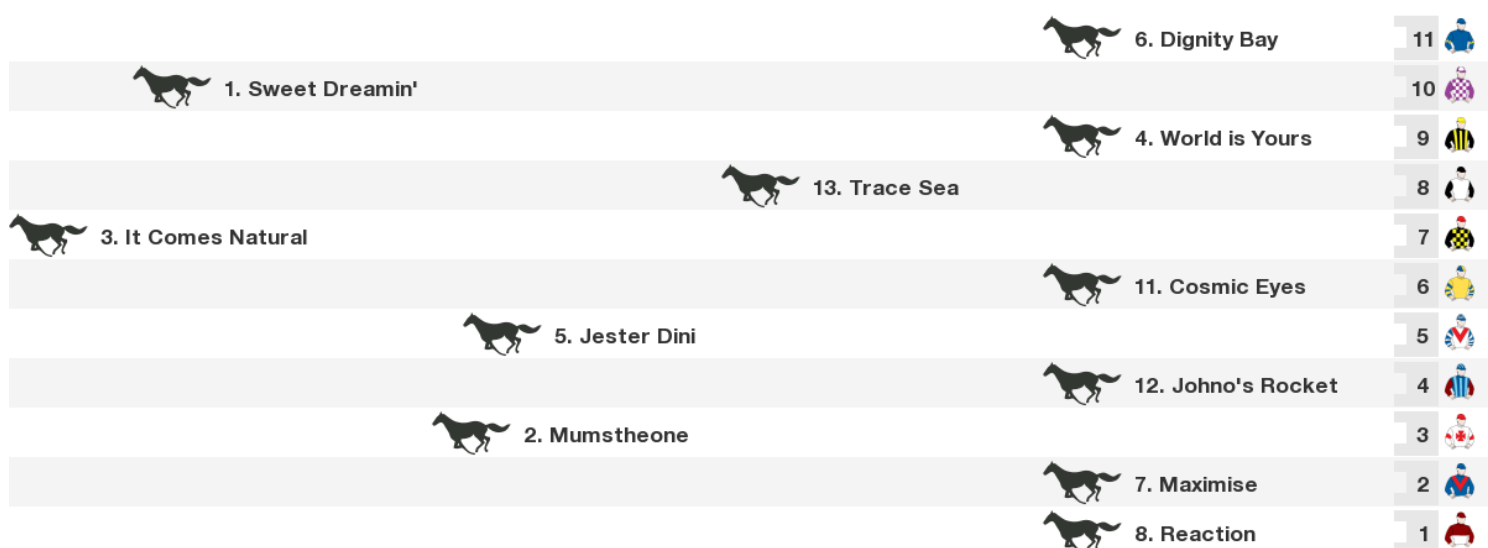 6. Dignity Bay 11
1. Sweet Dreamin' 10
4. World is Yours 9
13. Trace Sea 8
3. It Comes Natural 7
11. Cosmic Eyes 6
5. Jester Dini 5
12. Johno's Rocket 4
2. Mumstheone 3
7. Maximise 2
8. Reaction 1